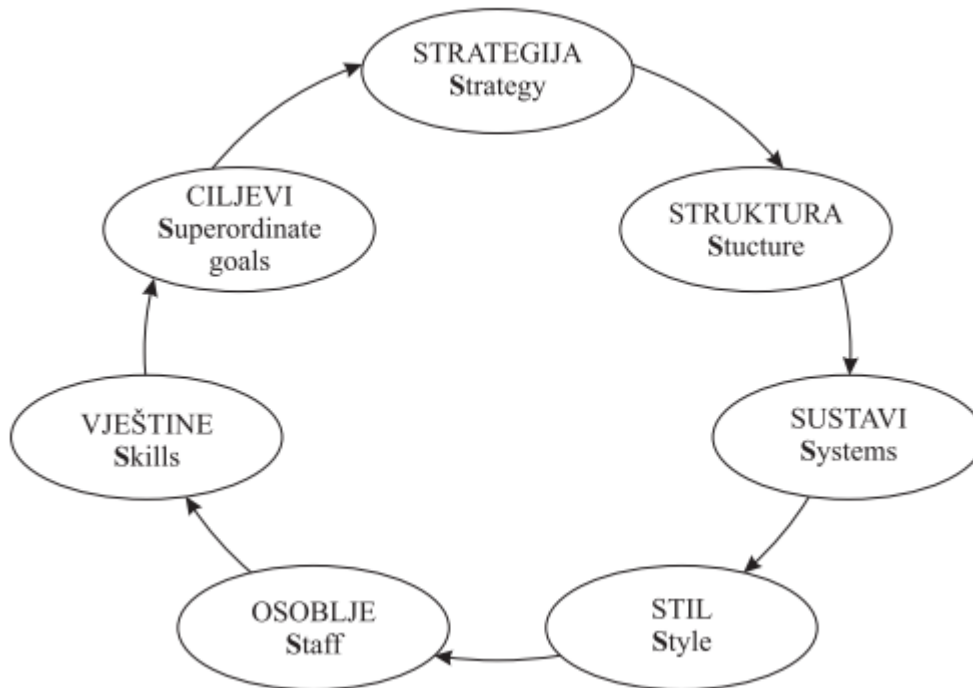 STRATEGIJA
Strategy
STRUKTURA
Stucture
SUSTAVI
Systems
STIL
Style
OSOBLJE
Staff
VJEŠTINE
Skills
CILJEVI
Superordinate
goals